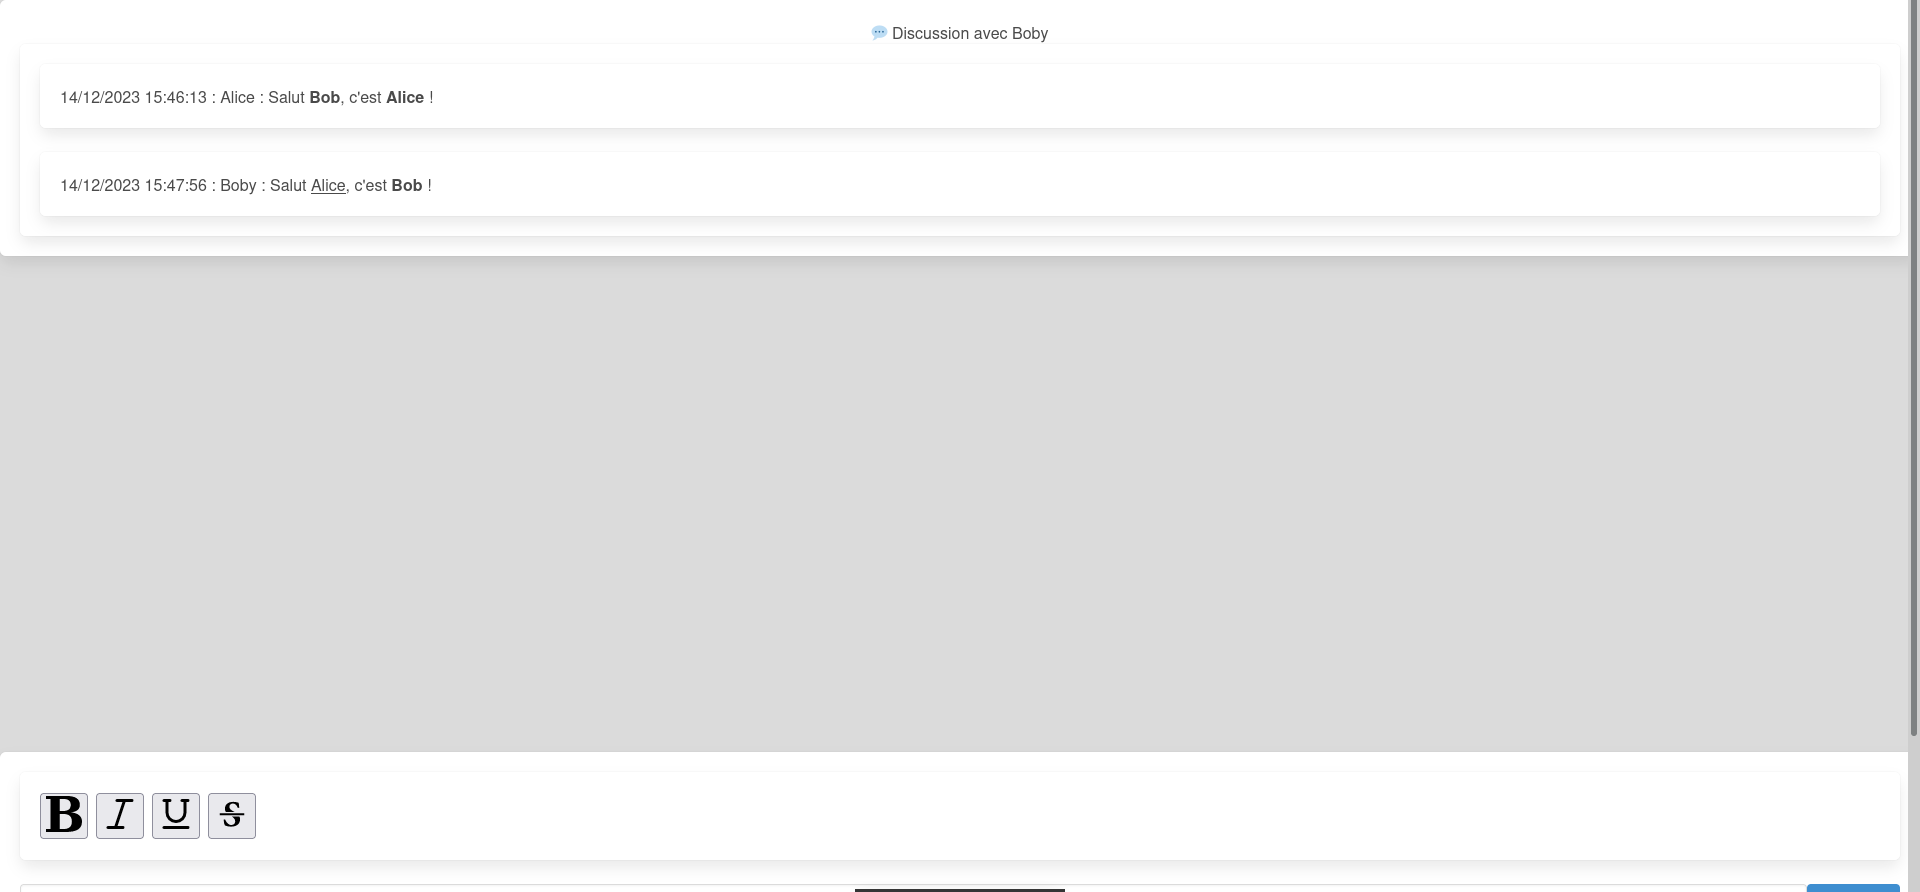 💬 Discussion avec Boby
14/12/2023 15:46:13 : Alice : Salut Bob, c'est Alice !
14/12/2023 15:47:56 : Boby : Salut Alice, c'est Bob !
B I U S